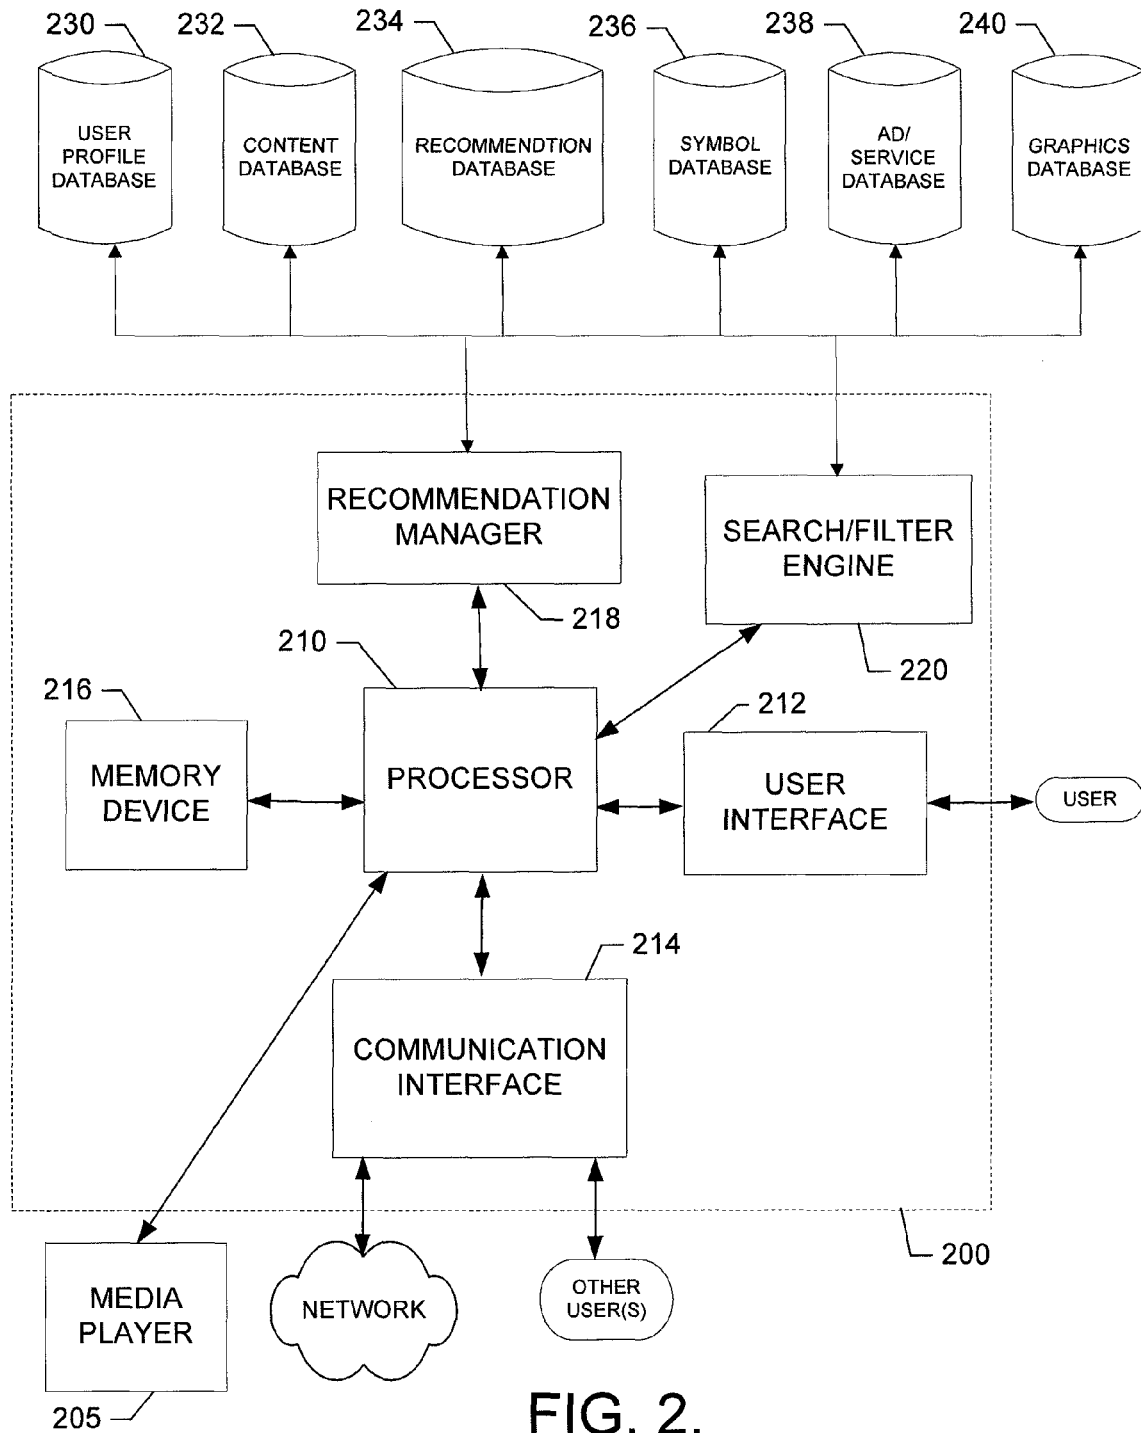 230 232 234 236 238 240
USER
PROFILE
DATABASE
CONTENT
DATABASE
RECOMMENDTION
DATABASE
SYMBOL
DATABASE
AD/
SERVICE
DATABASE
GRAPHICS
DATABASE
RECOMMENDATION
MANAGER
218
SEARCH/FILTER
ENGINE
220
210
PROCESSOR
216
MEMORY
DEVICE
212
USER
INTERFACE
USER
214
COMMUNICATION
INTERFACE
200
MEDIA
PLAYER
205
NETWORK
OTHER
USER(S)
FIG. 2.